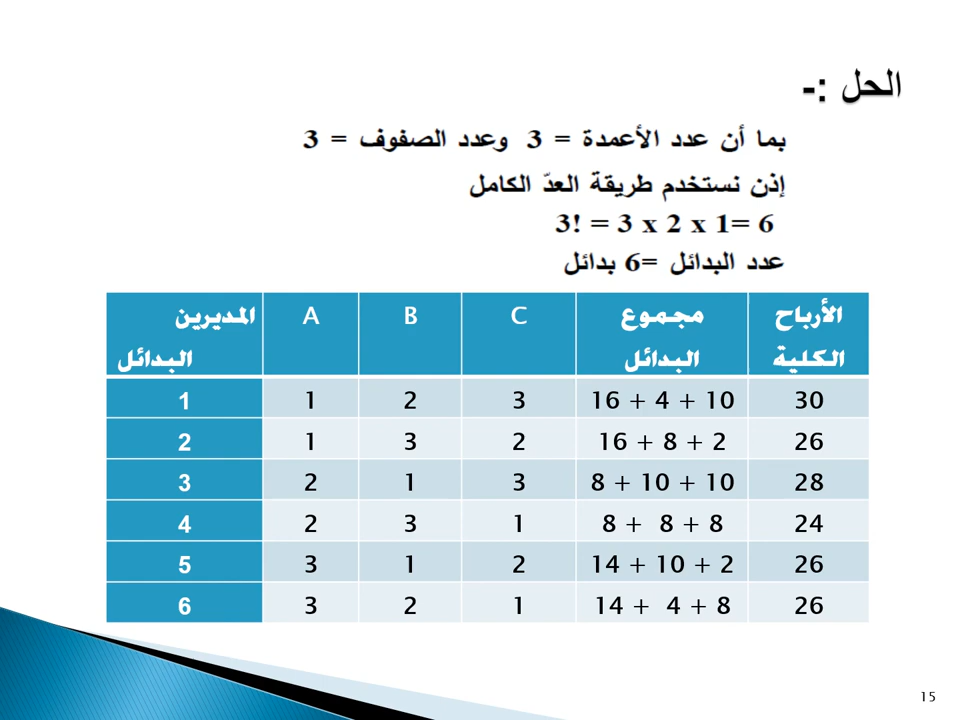 الحل :-
بما أن عدد الأعمدة = 3 وعدد الصفوف = 3
إذن نستخدم طريقة العدّ الكامل
3! = 3 x 2 x 1= 6
عدد البدائل =6 بدائل
المديرين البدائل A B C مجموع البدائل الأرباح الكلية
1 1 2 3 16 + 4 + 10 30
2 1 3 2 16 + 8 + 2 26
3 2 1 3 8 + 10 + 10 28
4 2 3 1 8 + 8 + 8 24
5 3 1 2 14 + 10 + 2 26
6 3 2 1 14 + 4 + 8 26
15